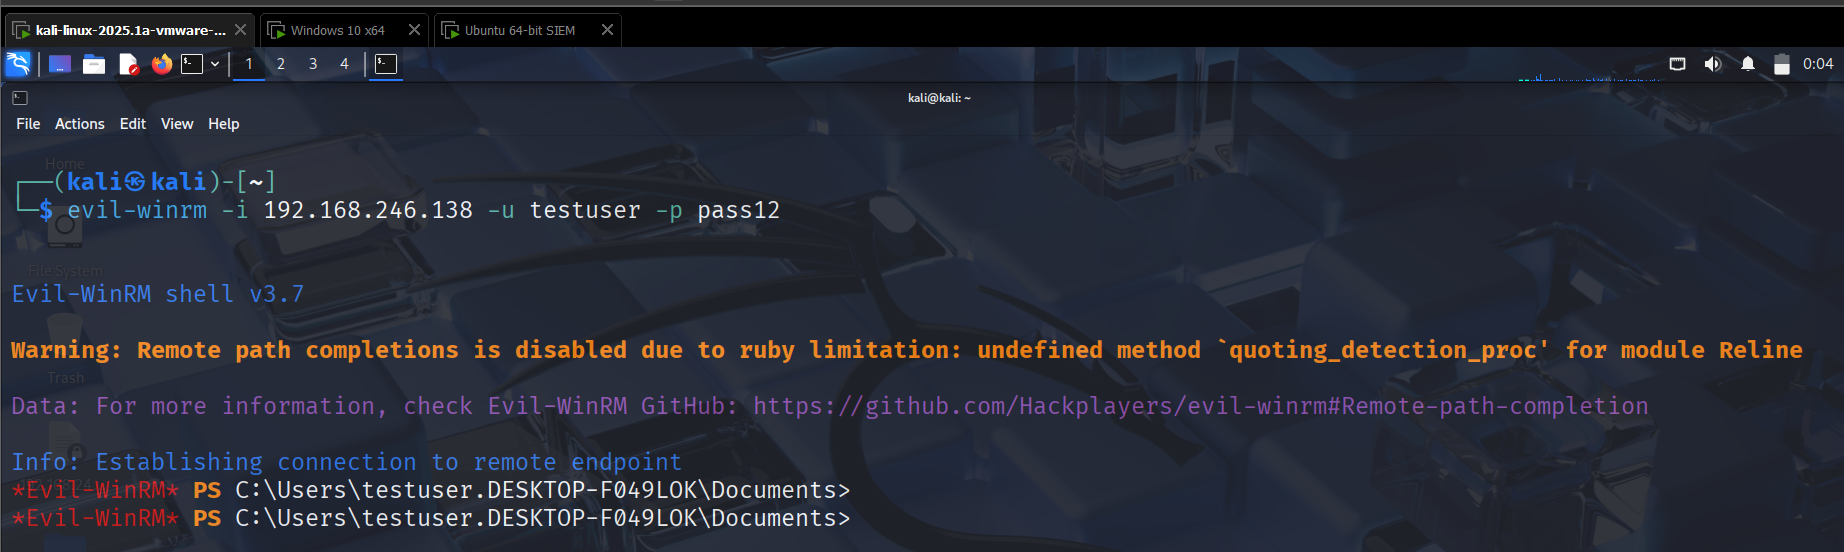 kali-linux-2025.1a-vmware-...
Windows 10 x64
Ubuntu 64-bit SIEM
1 2 3 4
0:04
kali@kali: ~
File Actions Edit View Help
Home
┌──(kali㉿kali)-[~]
└─$ evil-winrm -i 192.168.246.138 -u testuser -p pass12
File System
Evil-WinRM shell v3.7
Warning: Remote path completions is disabled due to ruby limitation: undefined method `quoting_detection_proc' for module Reline
Trash
Data: For more information, check Evil-WinRM GitHub: https://github.com/Hackplayers/evil-winrm#Remote-path-completion
Info: Establishing connection to remote endpoint
*Evil-WinRM* PS C:\Users\testuser.DESKTOP-F049LOK\Documents>
*Evil-WinRM* PS C:\Users\testuser.DESKTOP-F049LOK\Documents>